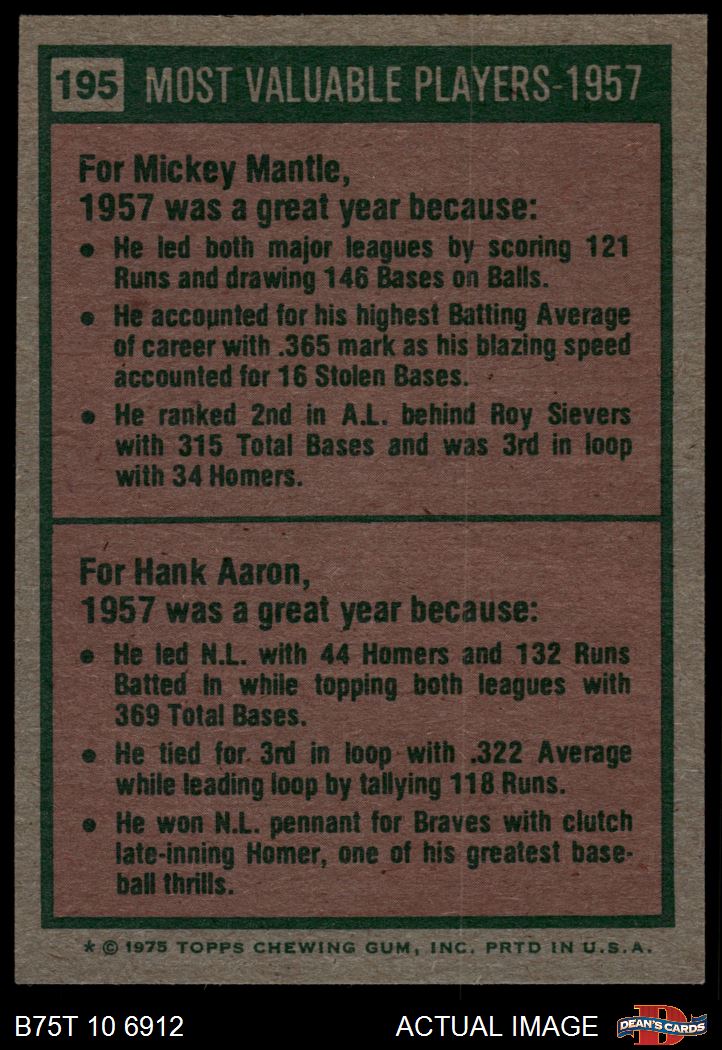 195 MOST VALUABLE PLAYERS-1957
For Mickey Mantle,
1957 was a great year because:
● He led both major leagues by scoring 121
Runs and drawing 146 Bases on Balls.
● He accounted for his highest Batting Average
of career with .365 mark as his blazing speed
accounted for 16 Stolen Bases.
● He ranked 2nd in A.L. behind Roy Sievers
with 315 Total Bases and was 3rd in loop
with 34 Homers.
For Hank Aaron,
1957 was a great year because:
● He led N.L. with 44 Homers and 132 Runs
Batted In while topping both leagues with
369 Total Bases.
● He tied for 3rd in loop with .322 Average
while leading loop by tallying 118 Runs.
● He won N.L. pennant for Braves with clutch
late-inning Homer, one of his greatest base-
ball thrills.
* © 1975 TOPPS CHEWING GUM, INC. PRTD IN U.S.A.
B75T 10 6912 ACTUAL IMAGE D DEAN'S CARDS